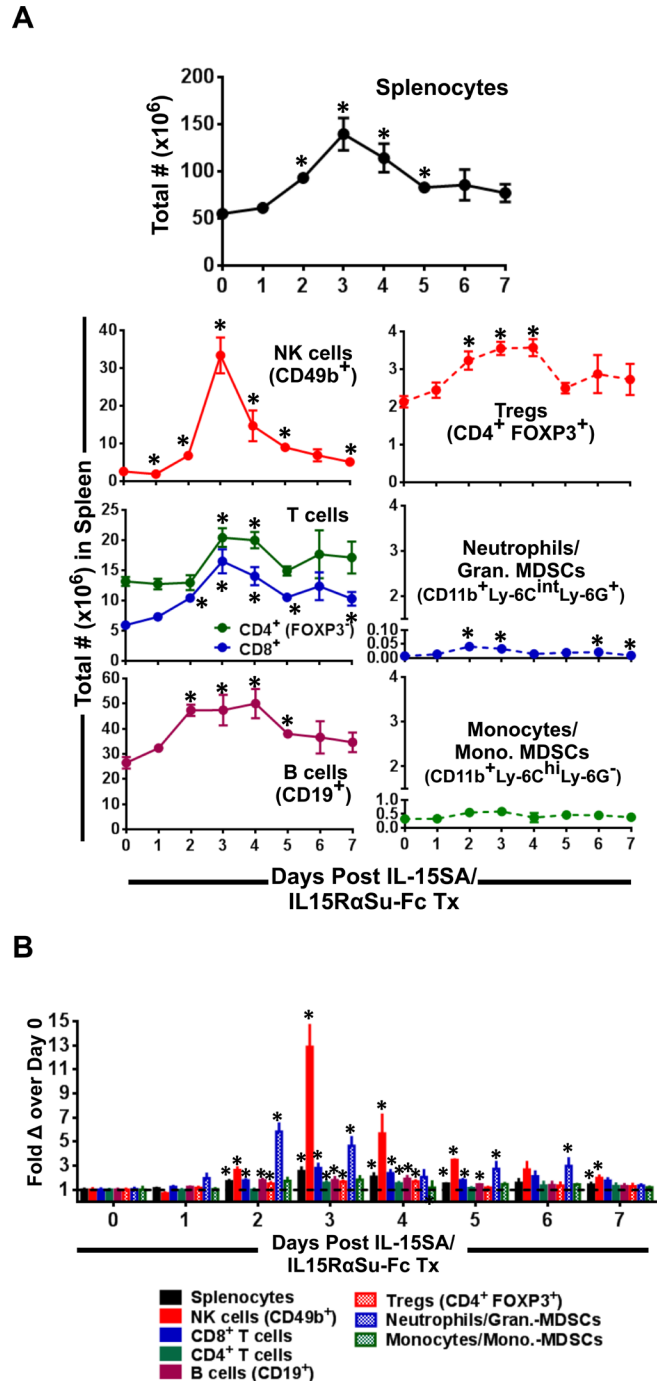 A
Splenocytes
Total # (x10⁶)
200
150
100
50
0
* * * *
0 1 2 3 4 5 6 7
Total # (x10⁶) in Spleen
NK cells
(CD49b⁺)
40
30
20
10
0
* * * * * *
Tregs
(CD4⁺ FOXP3⁺)
4
3
2
1
0
* * *
T cells
25
20
15
10
5
0
* *
* * * * *
CD4⁺ (FOXP3⁻)
CD8⁺
Neutrophils/
Gran. MDSCs
(CD11b⁺Ly-6CⁱⁿᵗLy-6G⁺)
4
3
2
0.10
0.05
0.00
* * * *
B cells
(CD19⁺)
60
50
40
30
20
10
0
* * * *
0 1 2 3 4 5 6 7
Monocytes/
Mono. MDSCs
(CD11b⁺Ly-6CʰⁱLy-6G⁻)
4
3
2
1.0
0.5
0.0
0 1 2 3 4 5 6 7
Days Post IL-15SA/
IL15RαSu-Fc Tx
B
Fold Δ over Day 0
15
13
11
9
7
5
3
1
0 1 2 3 4 5 6 7
Days Post IL-15SA/
IL15RαSu-Fc Tx
Splenocytes
NK cells (CD49b⁺)
CD8⁺ T cells
CD4⁺ T cells
B cells (CD19⁺)
Tregs (CD4⁺ FOXP3⁺)
Neutrophils/Gran.-MDSCs
Monocytes/Mono.-MDSCs